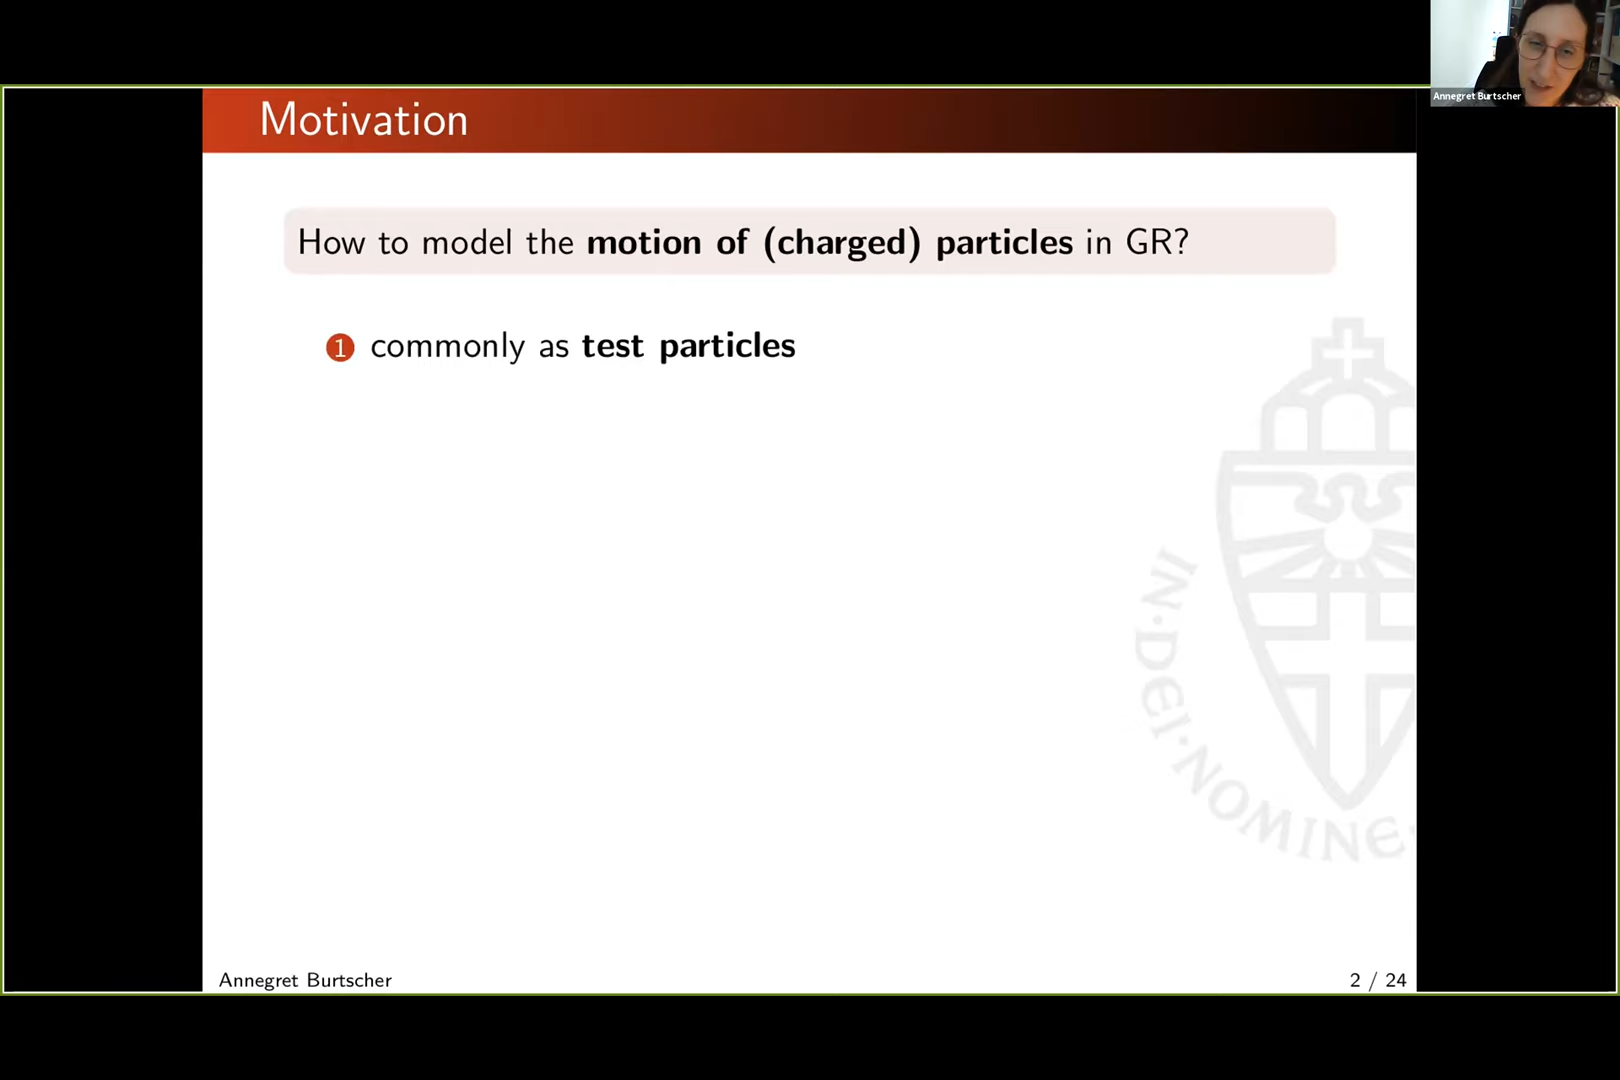 Annegret Burtscher
Motivation
How to model the motion of (charged) particles in GR?
1 commonly as test particles
IN·DEI·NOMINE·
Annegret Burtscher
2 / 24